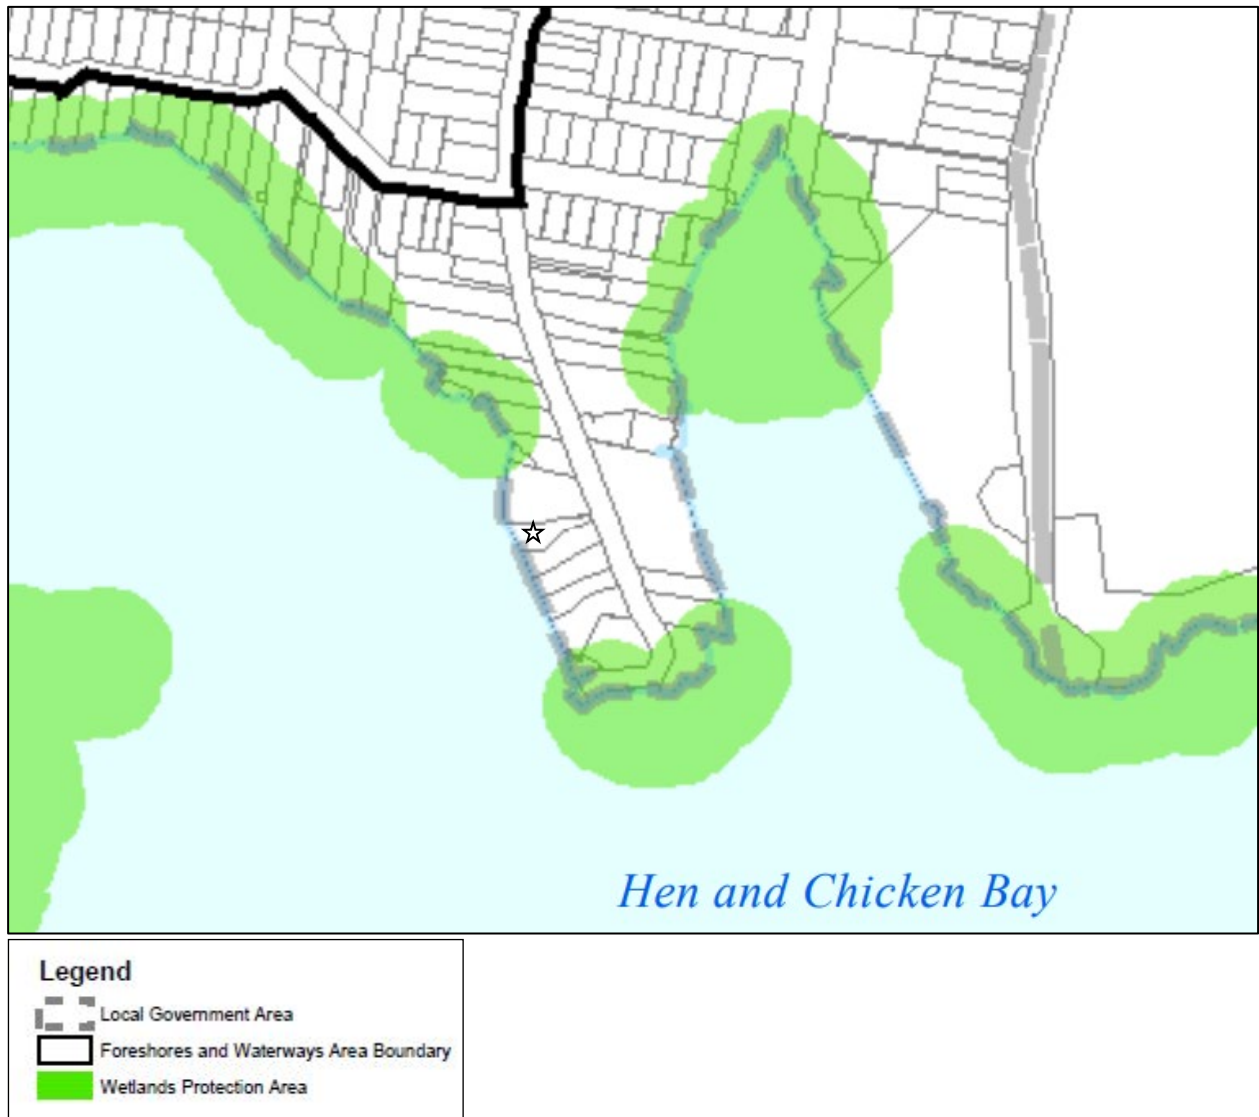 Hen and Chicken Bay
Legend
Local Government Area
Foreshores and Waterways Area Boundary
Wetlands Protection Area